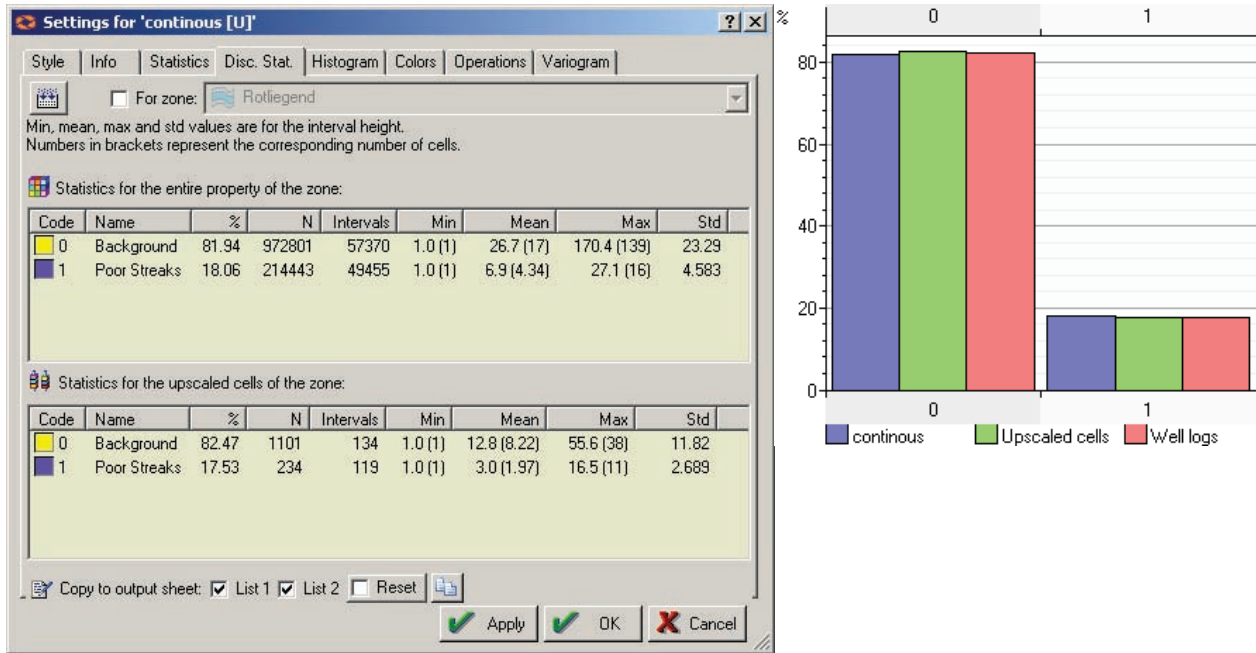 Settings for 'continous [U]'
Style Info Statistics Disc. Stat. Histogram Colors Operations Variogram
For zone: Rotliegend
Min, mean, max and std values are for the interval height.
Numbers in brackets represent the corresponding number of cells.
Statistics for the entire property of the zone:
Code Name % N Intervals Min Mean Max Std
0 Background 81.94 972801 57370 1.0 (1) 26.7 (17) 170.4 (139) 23.29
1 Poor Streaks 18.06 214443 49455 1.0 (1) 6.9 (4.34) 27.1 (16) 4.583
Statistics for the upscaled cells of the zone:
Code Name % N Intervals Min Mean Max Std
0 Background 82.47 1101 134 1.0 (1) 12.8 (8.22) 55.6 (38) 11.82
1 Poor Streaks 17.53 234 119 1.0 (1) 3.0 (1.97) 16.5 (11) 2.689
Copy to output sheet: List 1 List 2 Reset
Apply OK Cancel
%
0 1
80
60
40
20
0
0 1
continous Upscaled cells Well logs